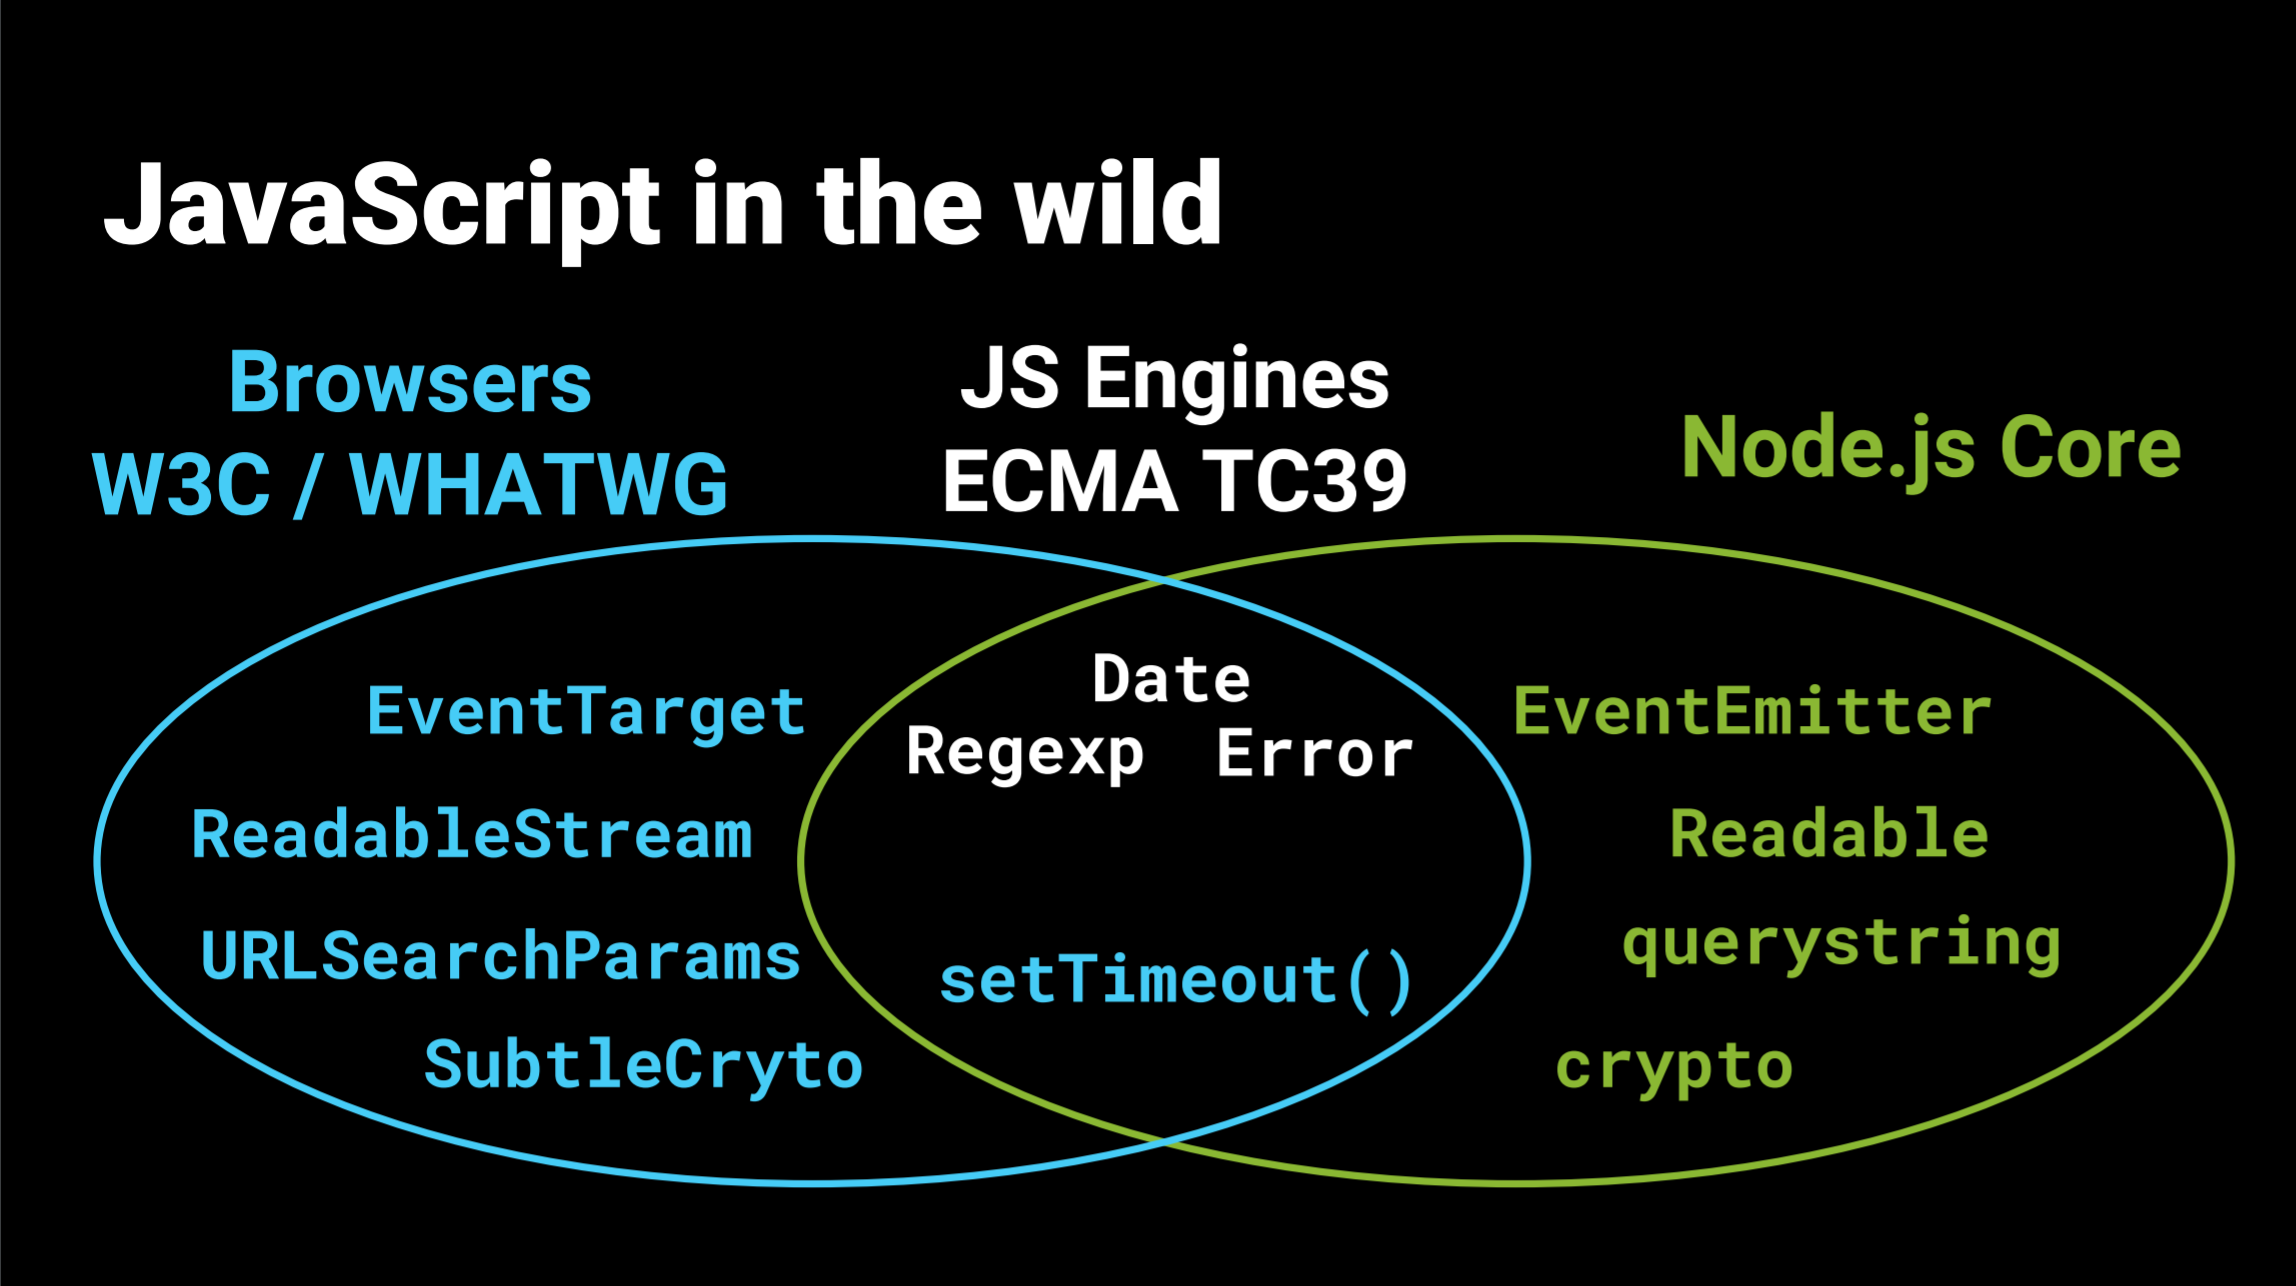 JavaScript in the wild
Browsers
W3C / WHATWG
JS Engines
ECMA TC39
Node.js Core
EventTarget
ReadableStream
URLSearchParams
SubtleCryto
Date
Regexp Error
setTimeout()
EventEmitter
Readable
querystring
crypto